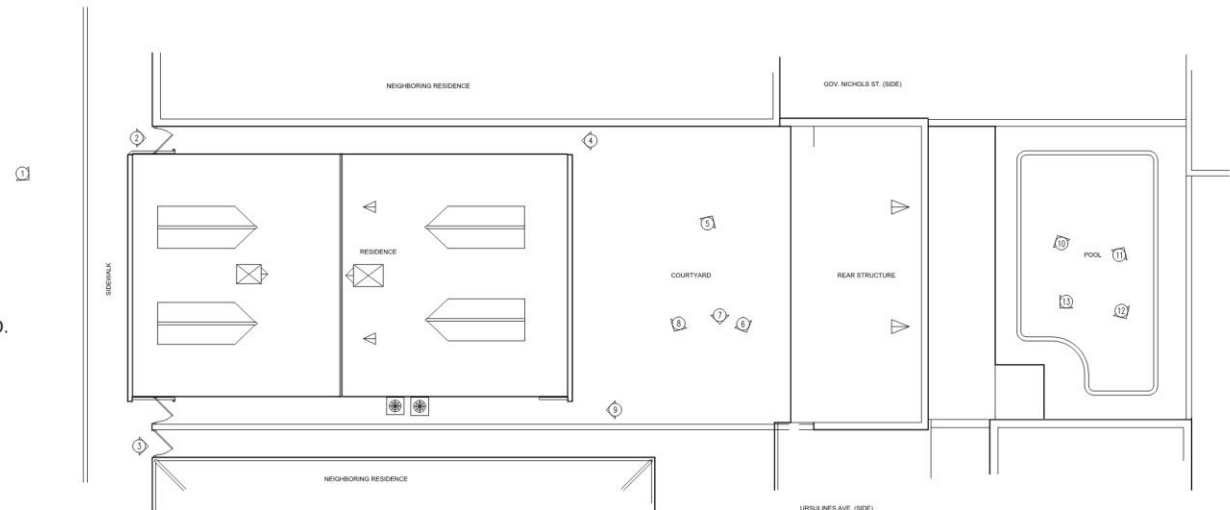 NEIGHBORING RESIDENCE
GOV. NICHOLS ST. (SIDE)
2
4
1
5
RESIDENCE
10
POOL
11
SIDEWALK
COURTYARD
REAR STRUCTURE
13
12
8
7
6
D.
9
3
NEIGHBORING RESIDENCE
URSULINES AVE. (SIDE)